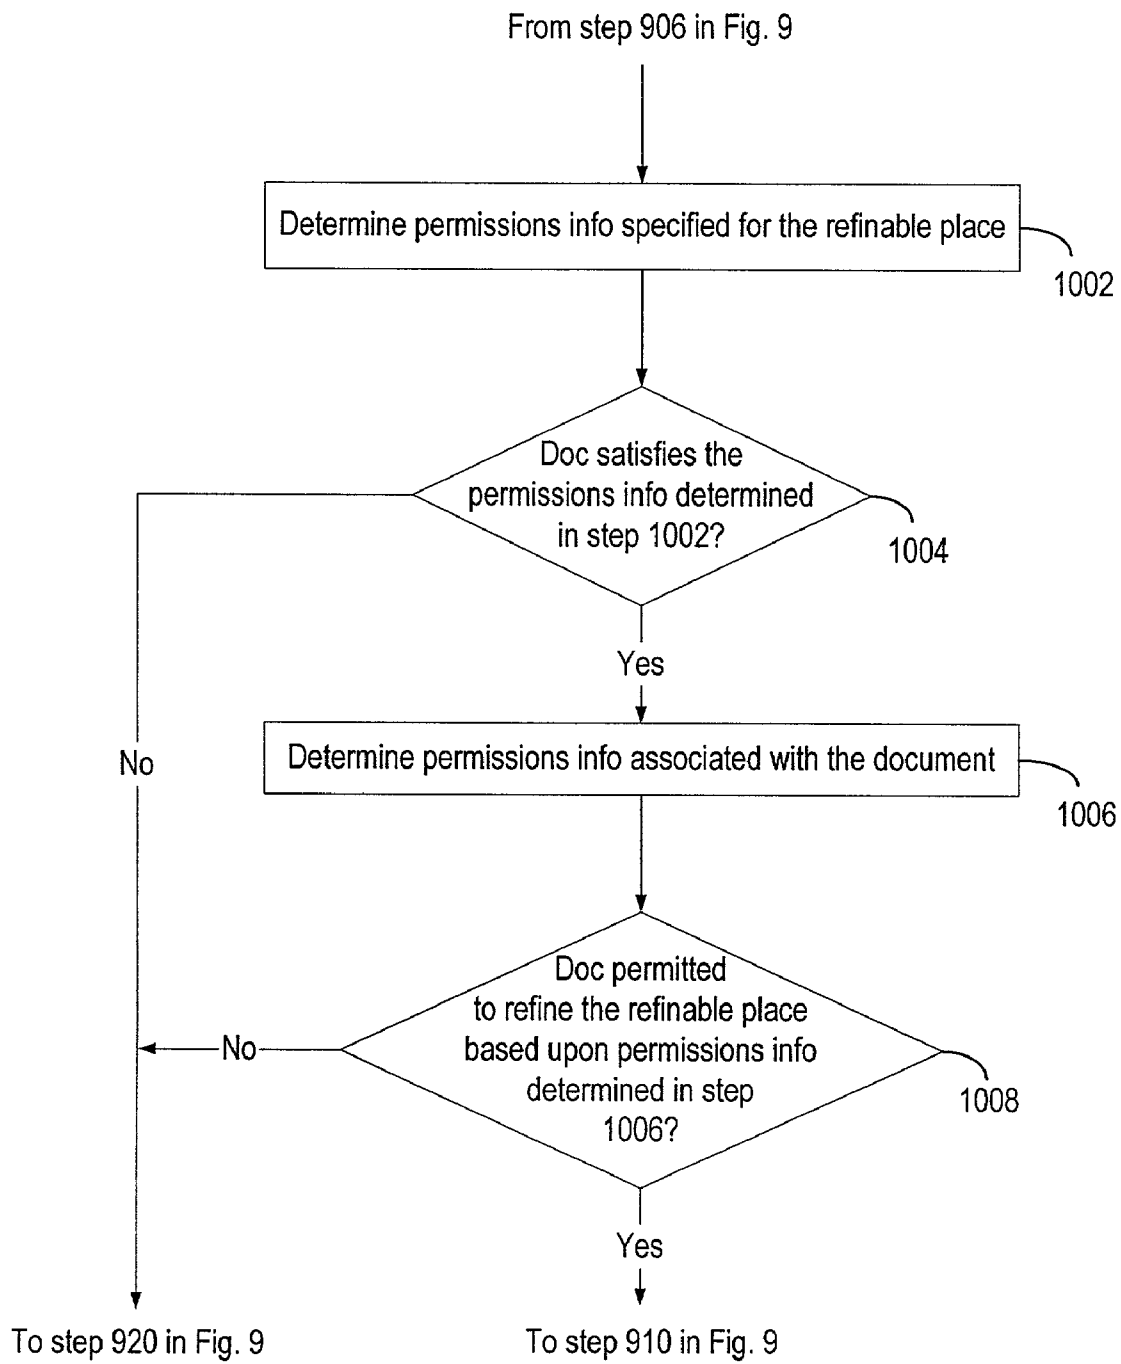 From step 906 in Fig. 9
Determine permissions info specified for the refinable place
1002
Doc satisfies the
permissions info determined
in step 1002?
1004
Yes
Determine permissions info associated with the document
No
1006
Doc permitted
to refine the refinable place
based upon permissions info
determined in step
1006?
No
1008
Yes
To step 920 in Fig. 9
To step 910 in Fig. 9